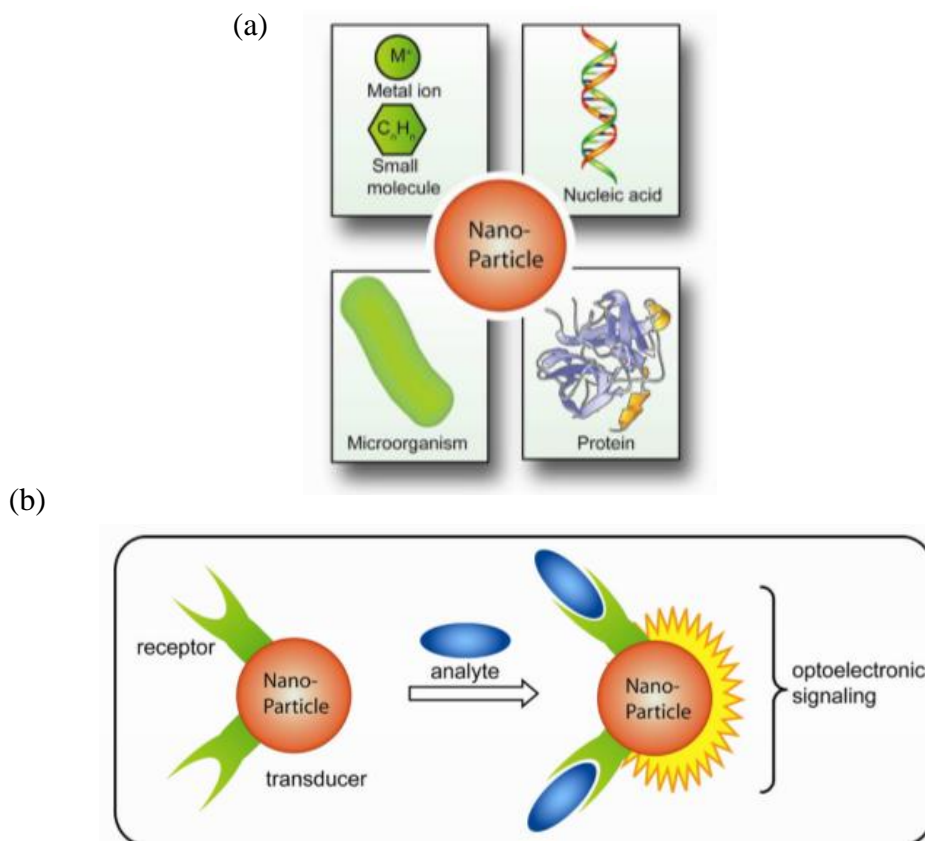 (a)
M⁺
Metal ion
CₙHₙ
Small
molecule
Nucleic acid
Nano-
Particle
Microorganism
Protein
(b)
receptor
Nano-
Particle
transducer
analyte
Nano-
Particle
optoelectronic
signaling